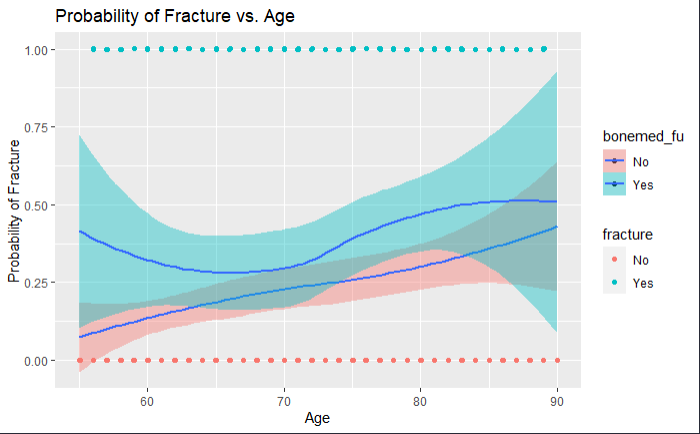 Probability of Fracture vs. Age
Probability of Fracture
1.00
0.75
0.50
0.25
0.00
60
70
80
90
Age
bonemed_fu
No
Yes
fracture
No
Yes